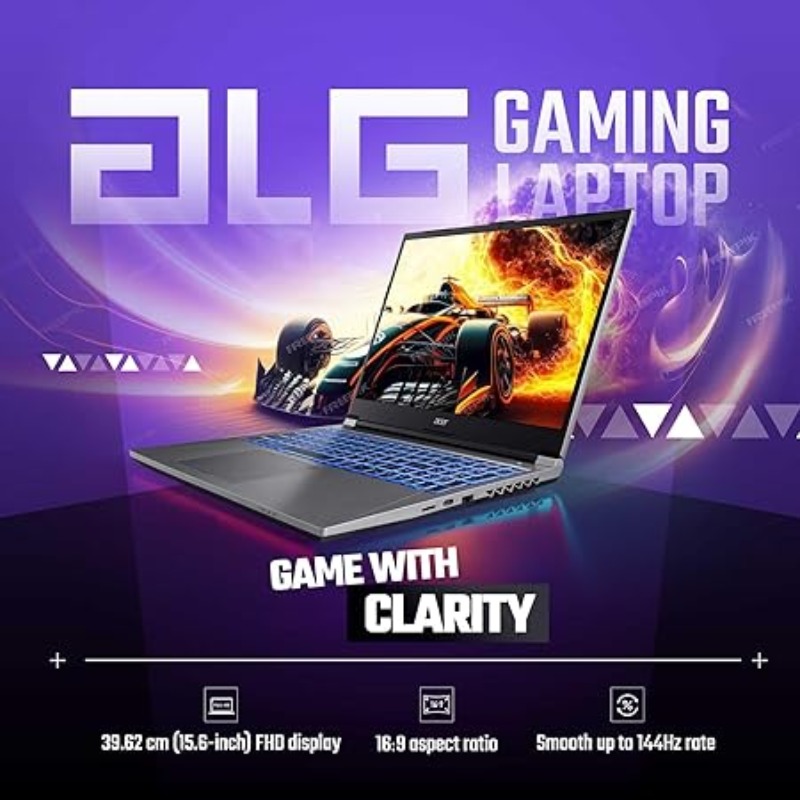 ALG
GAMING
LAPTOP
acer
GAME WITH
CLARITY
39.62 cm (15.6-inch) FHD display
16:9 aspect ratio
Smooth up to 144Hz rate